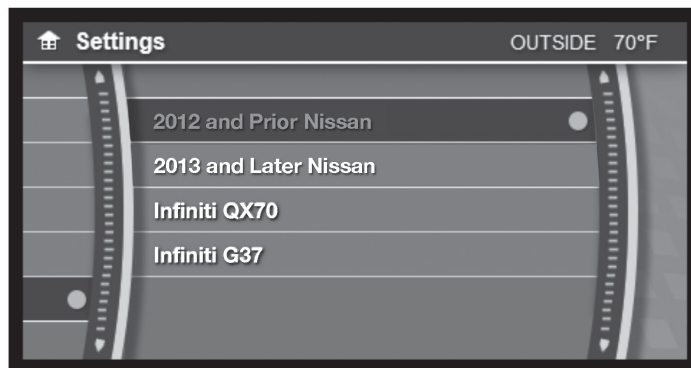 Settings OUTSIDE 70°F
2012 and Prior Nissan
2013 and Later Nissan
Infiniti QX70
Infiniti G37